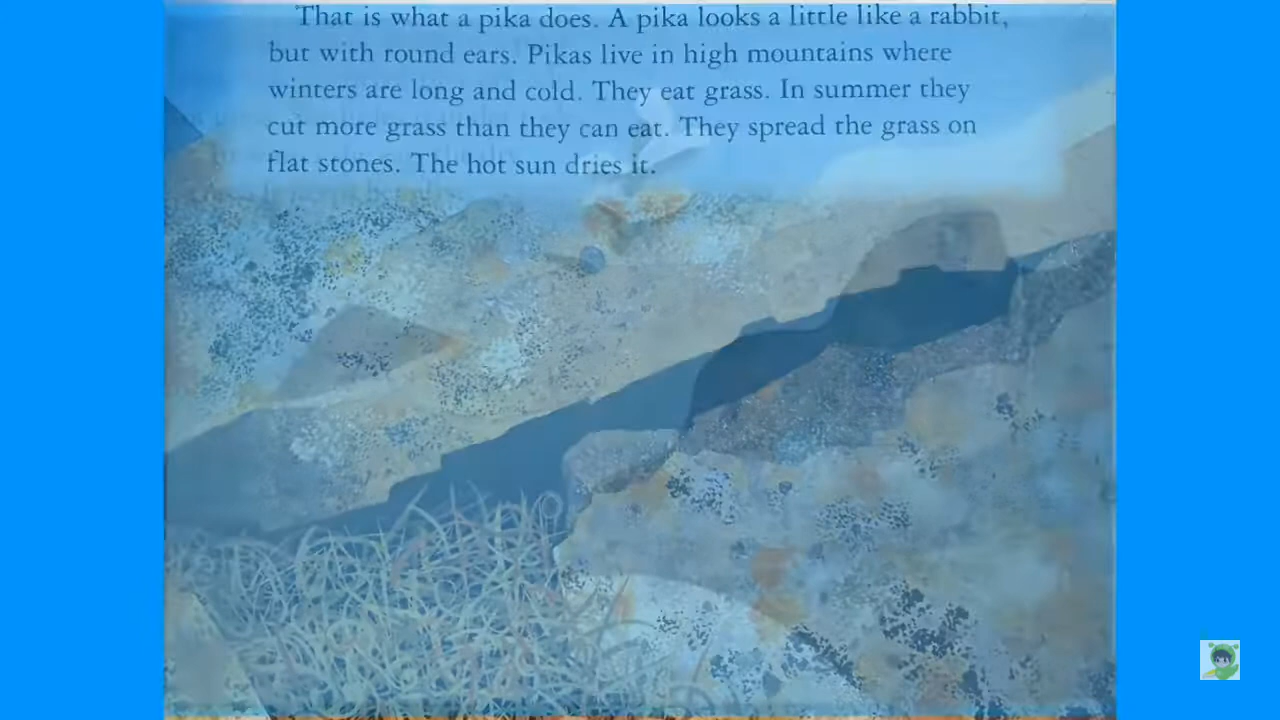 That is what a pika does. A pika looks a little like a rabbit,
but with round ears. Pikas live in high mountains where
winters are long and cold. They eat grass. In summer they
cut more grass than they can eat. They spread the grass on
flat stones. The hot sun dries it.